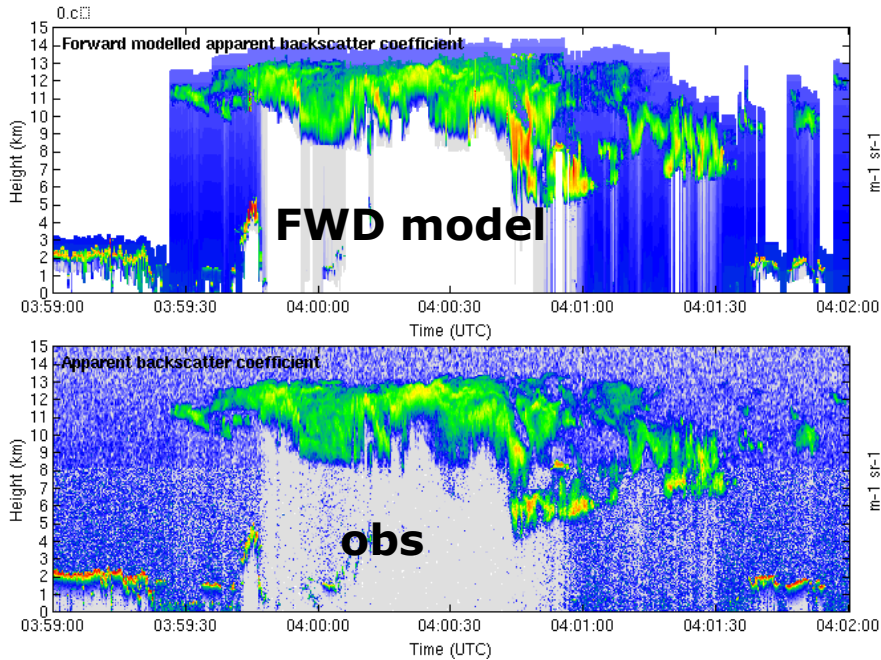 0.c
15
Forward modelled apparent backscatter coefficient
14
13
12
11
10
9
8
7
6
5
4
3
2
1
0
Height (km)
FWD model
m-1 sr-1
03:59:00 03:59:30 04:00:00 04:00:30 04:01:00 04:01:30 04:02:00
Time (UTC)
15
Apparent backscatter coefficient
14
13
12
11
10
9
8
7
6
5
4
3
2
1
0
Height (km)
obs
m-1 sr-1
03:59:00 03:59:30 04:00:00 04:00:30 04:01:00 04:01:30 04:02:00
Time (UTC)